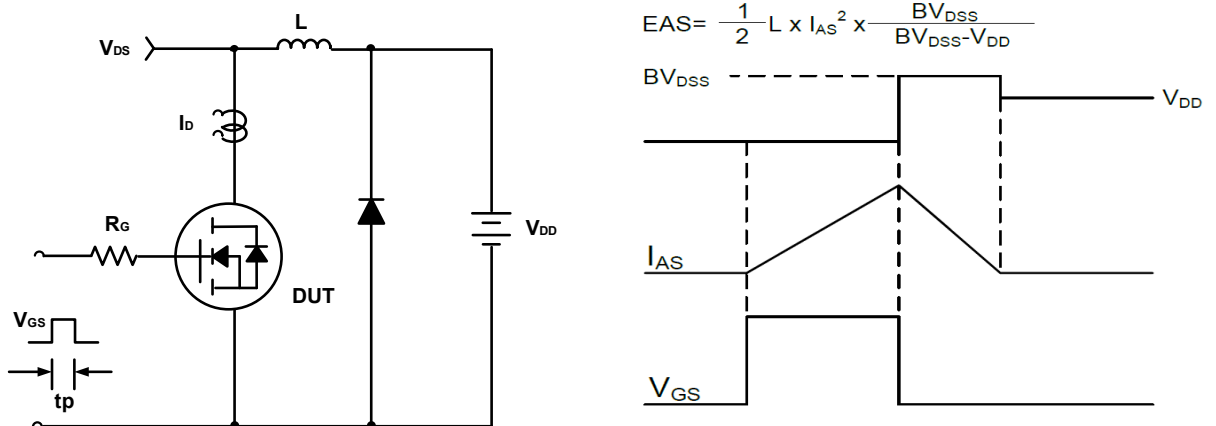 L
VDS
ID
RG
VDD
DUT
VGS
tp
EAS= 1/2 L x IAS² x BVDSS/BVDSS-VDD
BVDSS
VDD
IAS
VGS